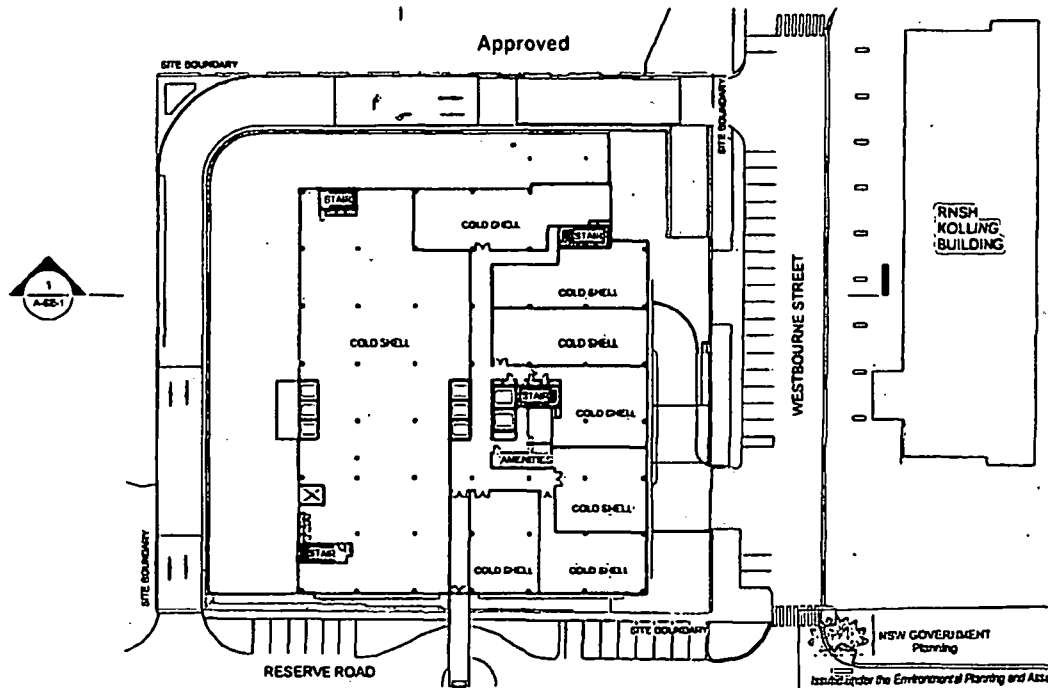 Approved
SITE BOUNDARY
SITE BOUNDARY
STAIR
COLD SHELL
STAIR
RNSH
KOLLING
BUILDING
1
COLD SHELL
WESTBOURNE STREET
COLD SHELL
COLD SHELL
STAIR
COLD SHELL
AMENITIES
COLD SHELL
STAIR
COLD SHELL
COLD SHELL
SITE BOUNDARY
SITE BOUNDARY
RESERVE ROAD
NSW GOVERNMENT
Planning
Issued under the Environmental Planning and